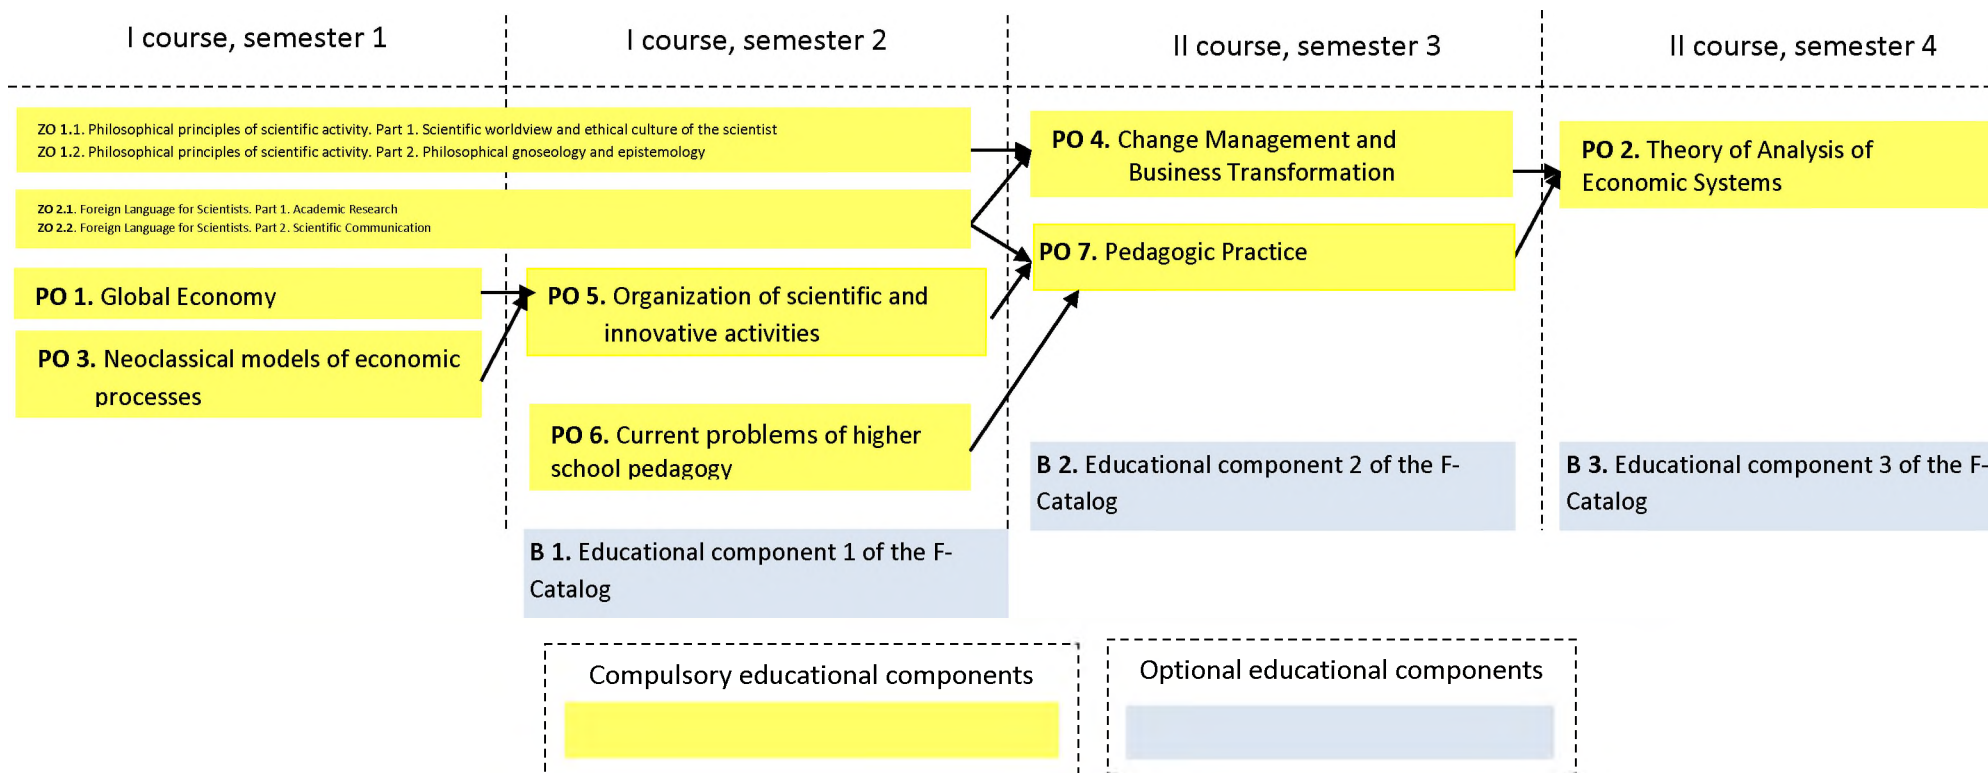 I course, semester 1
I course, semester 2
II course, semester 3
II course, semester 4
ZO 1.1. Philosophical principles of scientific activity. Part 1. Scientific worldview and ethical culture of the scientist
ZO 1.2. Philosophical principles of scientific activity. Part 2. Philosophical gnoseology and epistemology
ZO 2.1. Foreign Language for Scientists. Part 1. Academic Research
ZO 2.2. Foreign Language for Scientists. Part 2. Scientific Communication
PO 1. Global Economy
PO 3. Neoclassical models of economic
processes
PO 5. Organization of scientific and
innovative activities
PO 6. Current problems of higher
school pedagogy
B 1. Educational component 1 of the F-
Catalog
PO 4. Change Management and
Business Transformation
PO 7. Pedagogic Practice
B 2. Educational component 2 of the F-
Catalog
PO 2. Theory of Analysis of
Economic Systems
B 3. Educational component 3 of the F-
Catalog
Compulsory educational components
Optional educational components